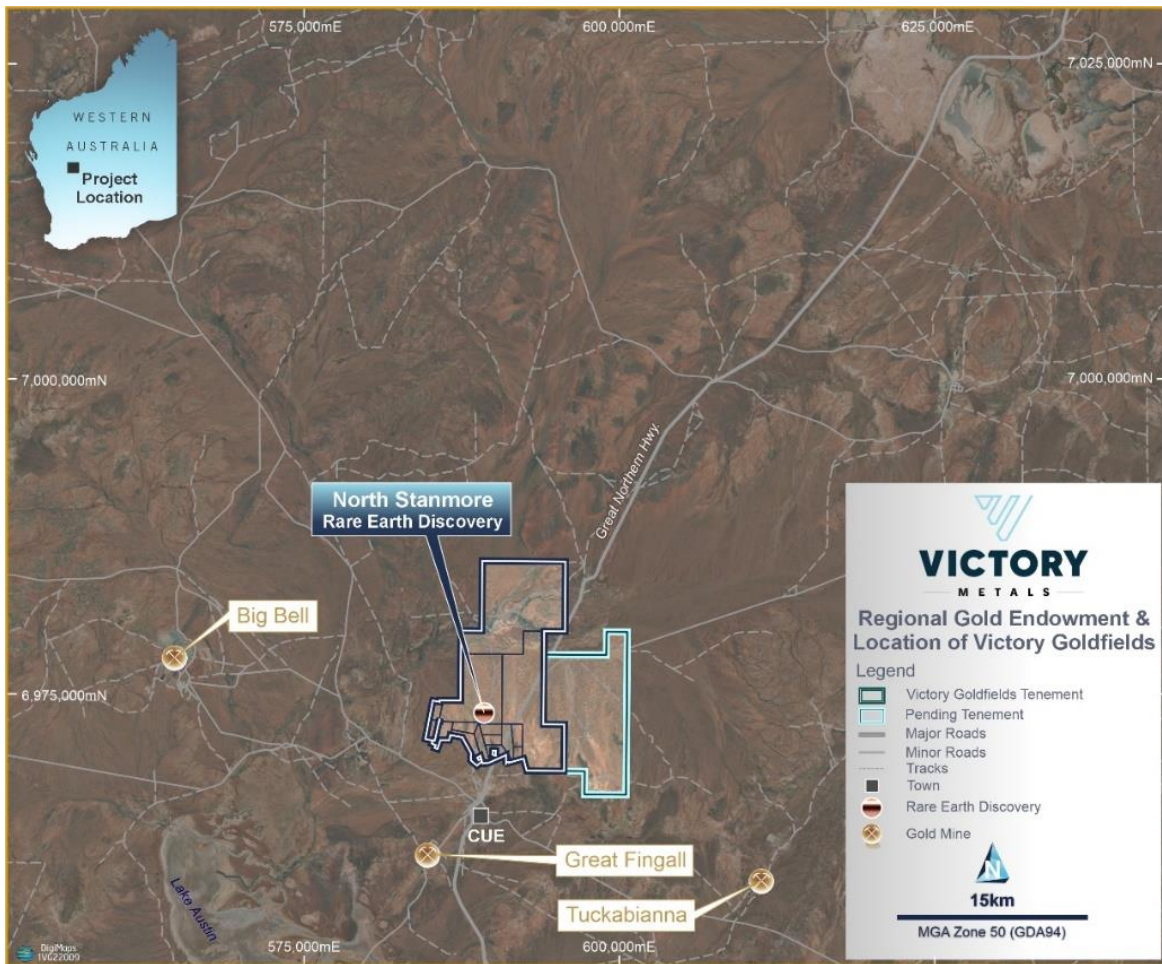 575,000mE
600,000mE
625,000mE
7,025,000mN
WESTERN
AUSTRALIA
Project
Location
7,000,000mN
7,000,000mN
Great Northern Hwy.
North Stanmore
Rare Earth Discovery
Big Bell
6,975,000mN
CUE
Great Fingall
Tuckabianna
Lake Austin
VICTORY
METALS
Regional Gold Endowment &
Location of Victory Goldfields
Legend
Victory Goldfields Tenement
Pending Tenement
Major Roads
Minor Roads
Tracks
Town
Rare Earth Discovery
Gold Mine
N
15km
MGA Zone 50 (GDA94)
DigiMaps
1VG22009
575,000mE
600,000mE